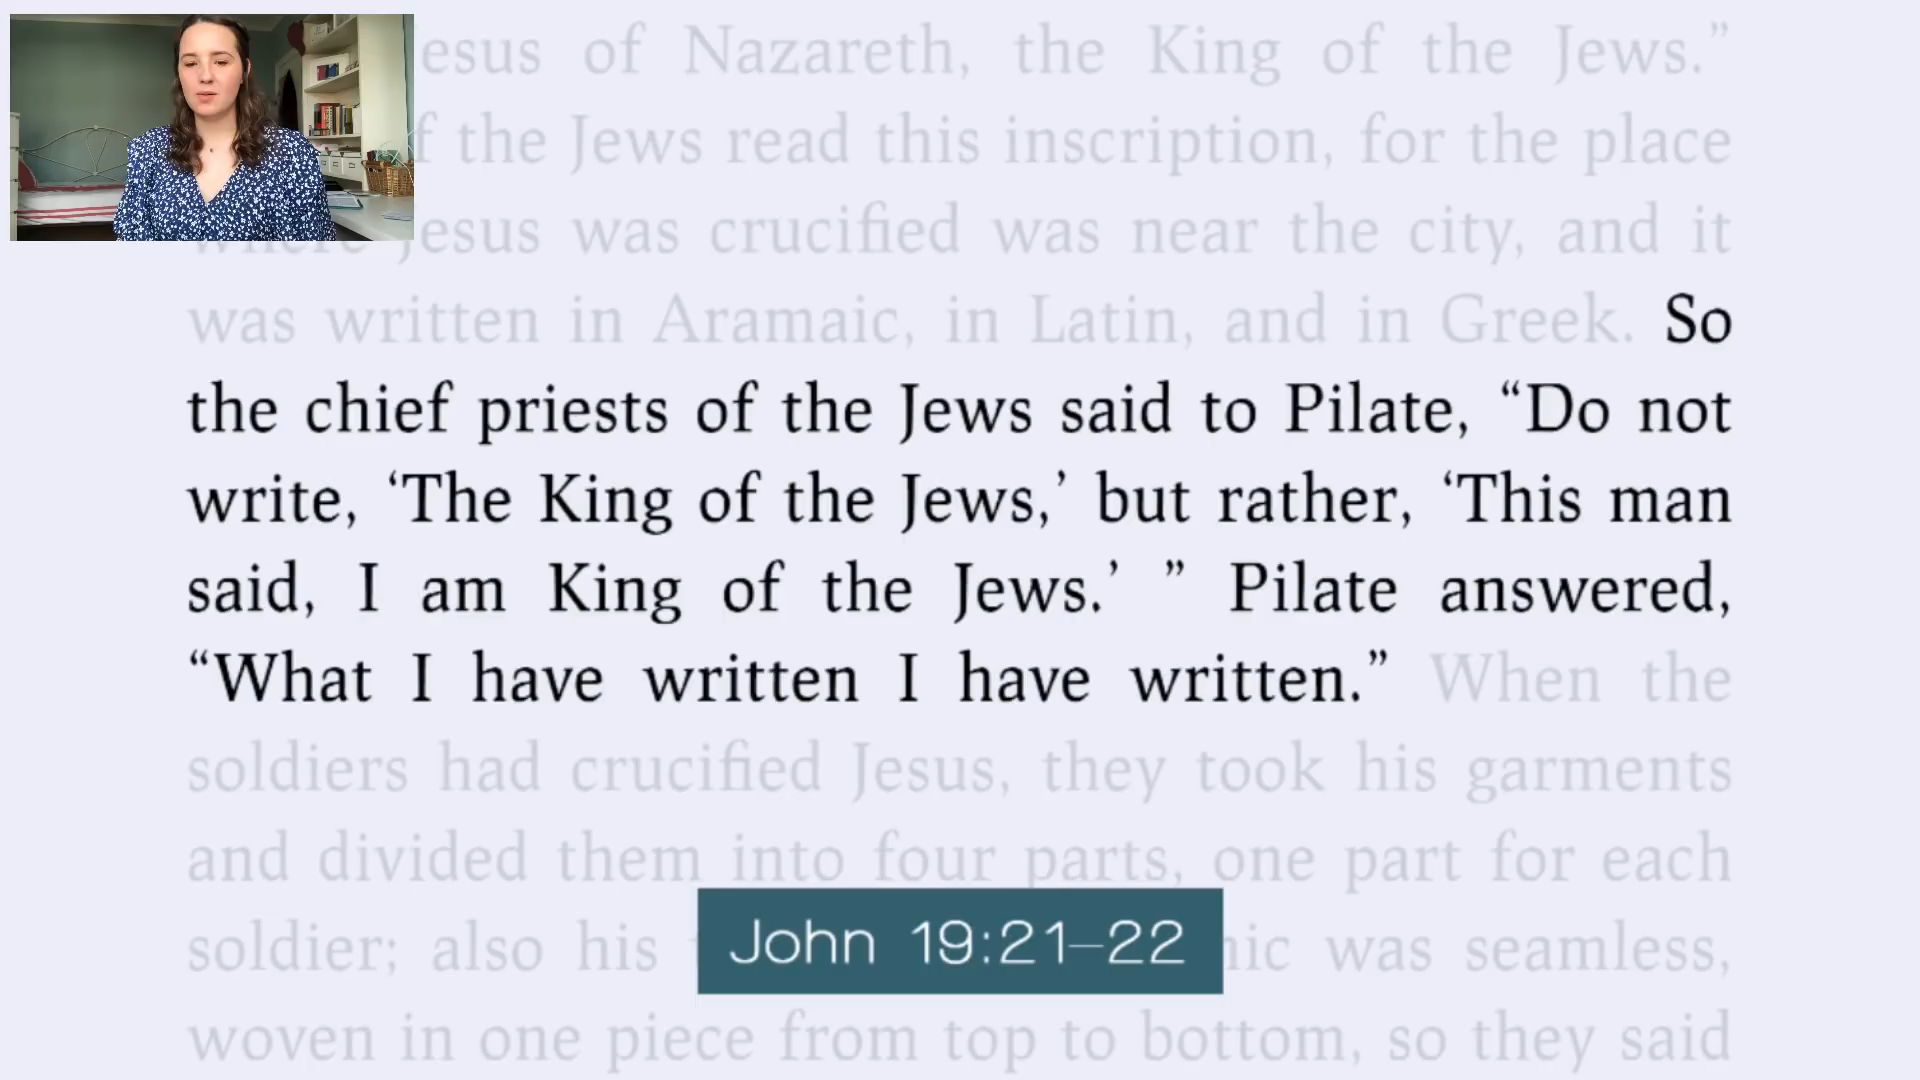 esus of Nazareth, the King of the Jews.”
f the Jews read this inscription, for the place
where Jesus was crucified was near the city, and it
was written in Aramaic, in Latin, and in Greek. So
the chief priests of the Jews said to Pilate, “Do not
write, ‘The King of the Jews,’ but rather, ‘This man
said, I am King of the Jews.’ ” Pilate answered,
“What I have written I have written.” When the
soldiers had crucified Jesus, they took his garments
and divided them into four parts, one part for each
soldier; also his nic was seamless,
John 19:21–22
woven in one piece from top to bottom, so they said